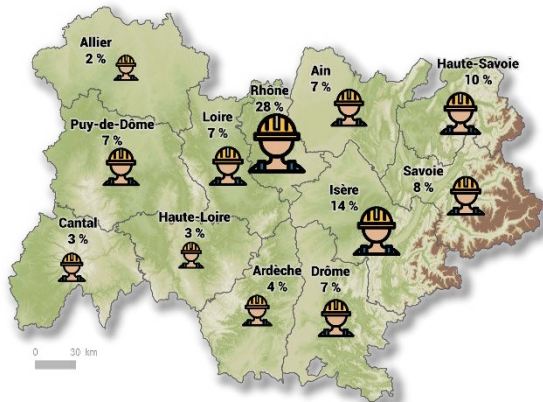 Allier
2 %
Rhône
28 %
Ain
7 %
Haute-Savoie
10 %
Puy-de-Dôme
7 %
Loire
7 %
Isère
14 %
Savoie
8 %
Cantal
3 %
Haute-Loire
3 %
Ardèche
4 %
Drôme
7 %
0 30 km